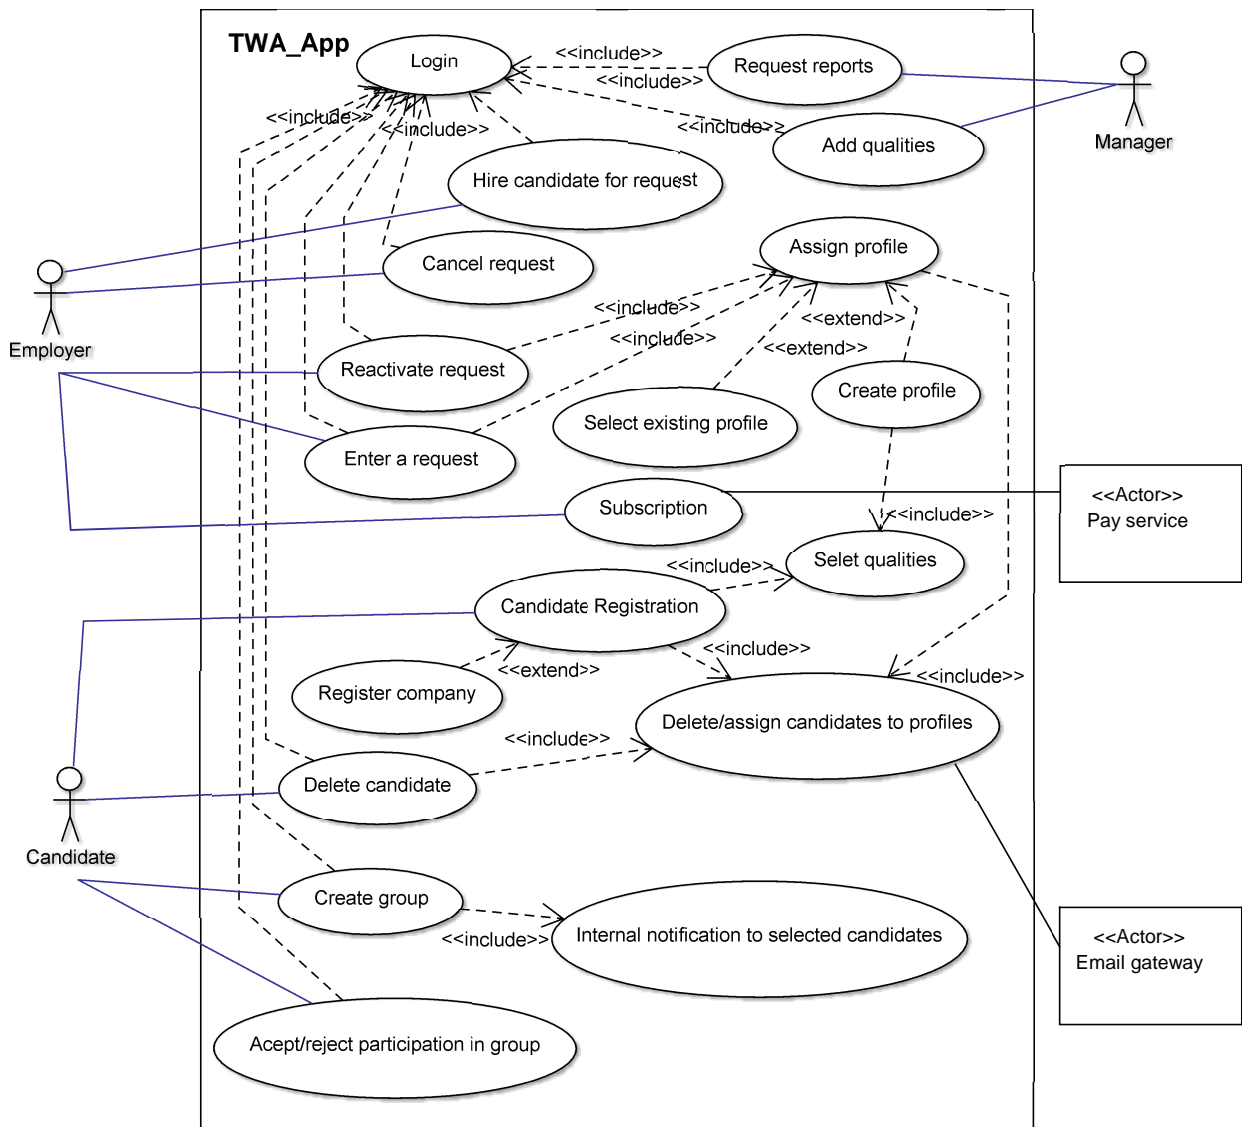 TWA_App
Login
<<include>>
Request reports
<<include>>
<<include>>
<<include>>
<<include>>
Add qualities
Manager
Hire candidate for request
Assign profile
Cancel request
Employer
<<include>>
<<extend>>
<<include>>
<<extend>>
Reactivate request
Create profile
Select existing profile
Enter a request
Subscription
<<Actor>>
Pay service
<<include>>
Selet qualities
<<include>>
Candidate Registration
<<include>>
<<extend>>
<<include>>
Register company
Delete/assign candidates to profiles
<<include>>
Delete candidate
Candidate
Create group
<<include>>
Internal notification to selected candidates
<<Actor>>
Email gateway
Acept/reject participation in group